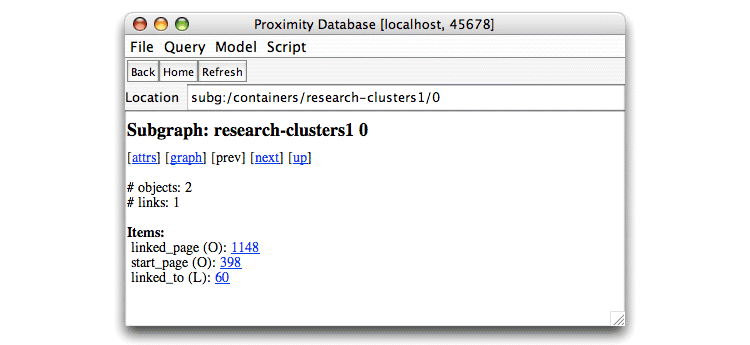 Proximity Database [localhost, 45678]
File Query Model Script
Back Home Refresh
Location subg:/containers/research-clusters1/0
Subgraph: research-clusters1 0
[attrs] [graph] [prev] [next] [up]
# objects: 2
# links: 1
Items:
linked_page (O): 1148
start_page (O): 398
linked_to (L): 60